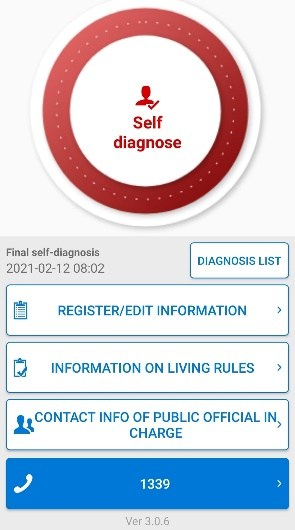 Self
diagnose
Final self-diagnosis
2021-02-12 08:02
DIAGNOSIS LIST
REGISTER/EDIT INFORMATION
INFORMATION ON LIVING RULES
CONTACT INFO OF PUBLIC OFFICIAL IN
CHARGE
1339
Ver 3.0.6